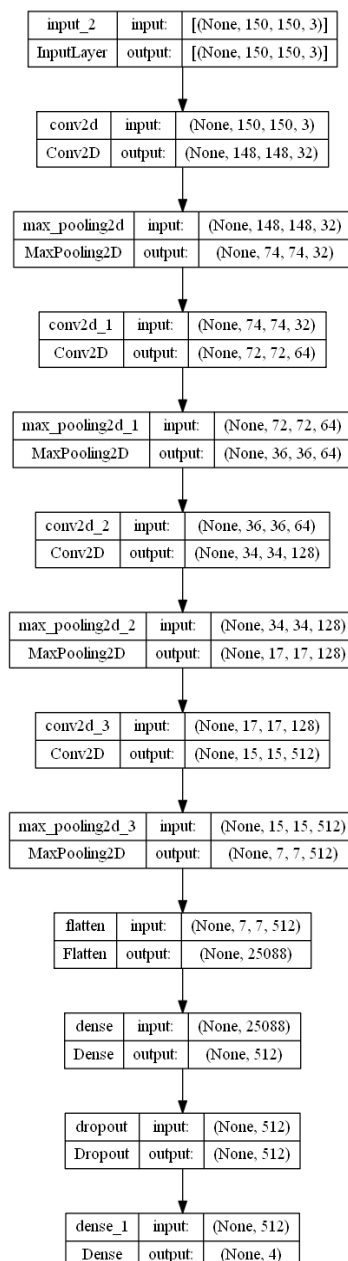 input_2 input: [(None, 150, 150, 3)]
InputLayer output: [(None, 150, 150, 3)]
conv2d input: (None, 150, 150, 3)
Conv2D output: (None, 148, 148, 32)
max_pooling2d input: (None, 148, 148, 32)
MaxPooling2D output: (None, 74, 74, 32)
conv2d_1 input: (None, 74, 74, 32)
Conv2D output: (None, 72, 72, 64)
max_pooling2d_1 input: (None, 72, 72, 64)
MaxPooling2D output: (None, 36, 36, 64)
conv2d_2 input: (None, 36, 36, 64)
Conv2D output: (None, 34, 34, 128)
max_pooling2d_2 input: (None, 34, 34, 128)
MaxPooling2D output: (None, 17, 17, 128)
conv2d_3 input: (None, 17, 17, 128)
Conv2D output: (None, 15, 15, 512)
max_pooling2d_3 input: (None, 15, 15, 512)
MaxPooling2D output: (None, 7, 7, 512)
flatten input: (None, 7, 7, 512)
Flatten output: (None, 25088)
dense input: (None, 25088)
Dense output: (None, 512)
dropout input: (None, 512)
Dropout output: (None, 512)
dense_1 input: (None, 512)
Dense output: (None, 4)